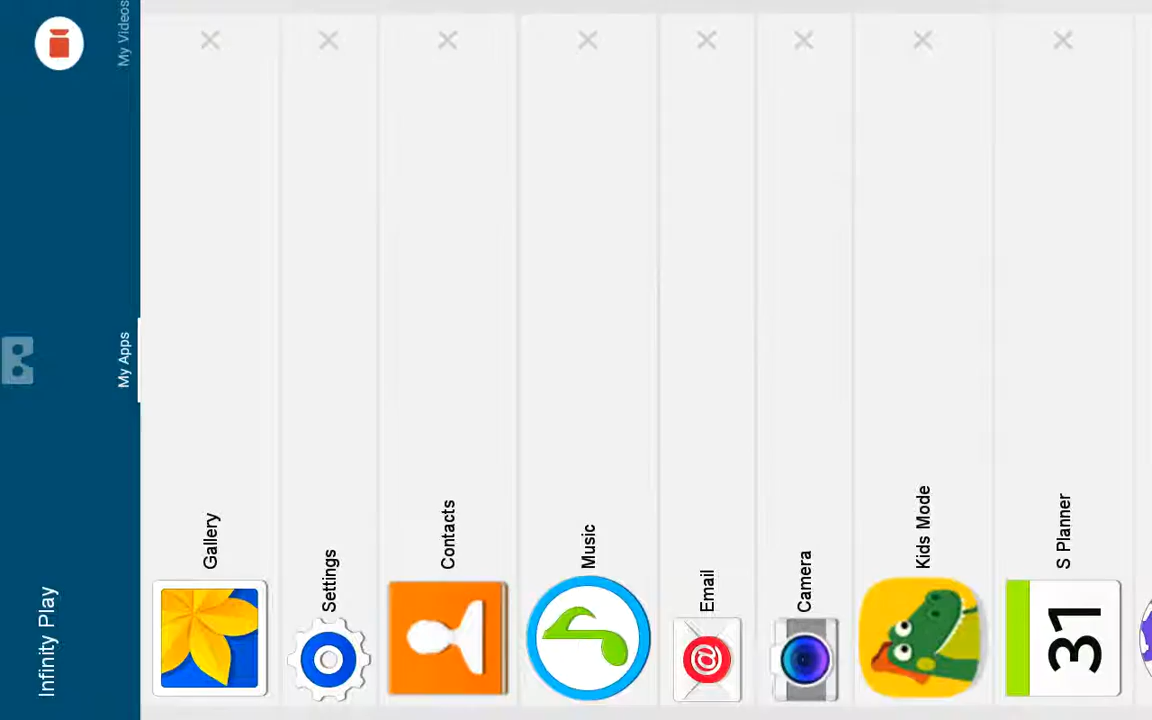 Infinity Play
My Apps
My Videos
Gallery
Settings
Contacts
Music
Email
Camera
Kids Mode
S Planner
31